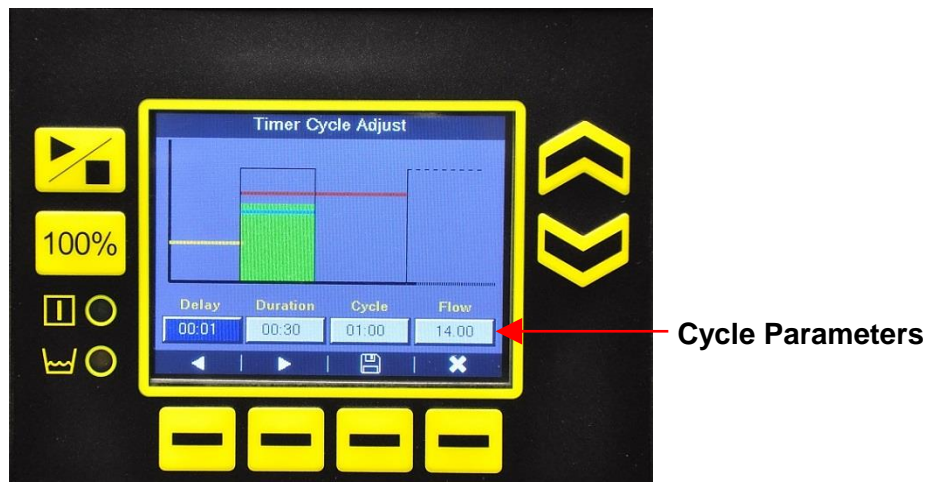 Timer Cycle Adjust
100%
Delay Duration Cycle Flow
00:01 00:30 01:00 14.00
Cycle Parameters